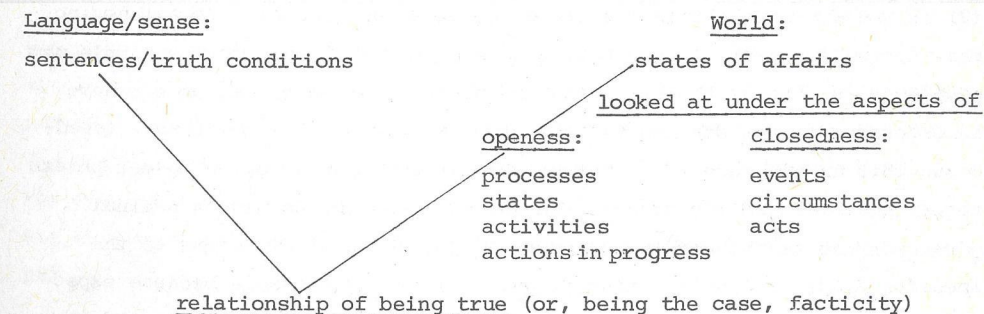 Language/sense: World:
sentences/truth conditions states of affairs
looked at under the aspects of
openess: closedness:
processes events
states circumstances
activities acts
actions in progress
relationship of being true (or, being the case, facticity)